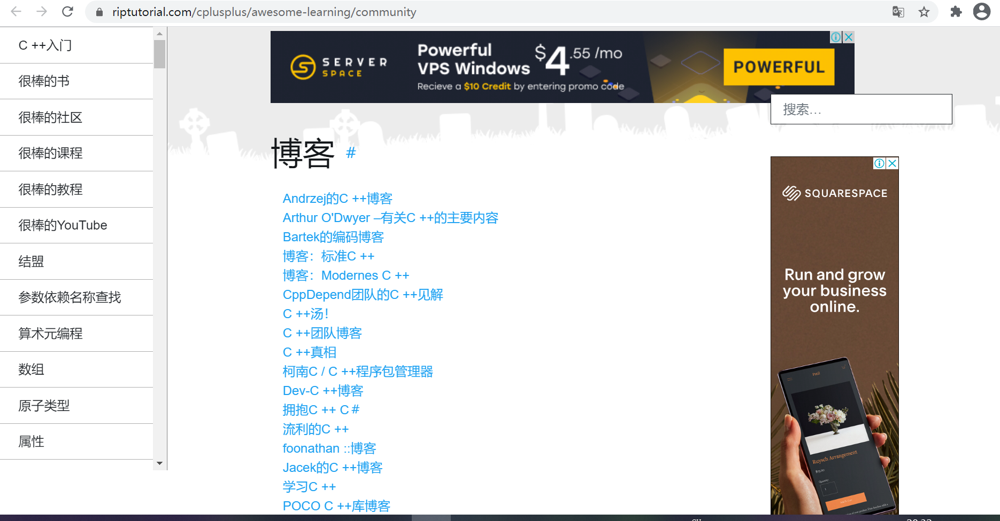 riptutorial.com/cplusplus/awesome-learning/community
C ++入门
很棒的书
很棒的社区
很棒的课程
很棒的教程
很棒的YouTube
结盟
参数依赖名称查找
算术元编程
数组
原子类型
属性
SERVER
SPACE
Powerful
VPS Windows
$4.55 /mo
Recieve a $10 Credit by entering promo code
POWERFUL
搜索...
博客 #
Andrzej的C ++博客
Arthur O'Dwyer –有关C ++的主要内容
Bartek的编码博客
博客：标准C ++
博客：Modernes C ++
CppDepend团队的C ++见解
C ++汤！
C ++团队博客
C ++真相
柯南C / C ++程序包管理器
Dev-C ++博客
拥抱C ++ C＃
流利的C ++
foonathan ::博客
Jacek的C ++博客
学习C ++
POCO C ++库博客
SQUARESPACE
Run and grow
your business
online.
Petil
Ruysch Arrangement
$75.00
Quantity:
1